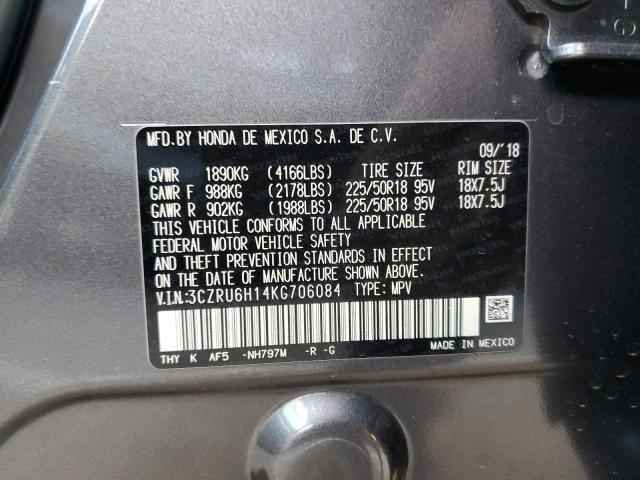 MFD.BY HONDA DE MEXICO S.A. DE C.V.
09/'18
GVWR 1890KG (4166LBS) TIRE SIZE RIM SIZE
GAWR F 988KG (2178LBS) 225/50R18 95V 18X7.5J
GAWR R 902KG (1988LBS) 225/50R18 95V 18X7.5J
THIS VEHICLE CONFORMS TO ALL APPLICABLE
FEDERAL MOTOR VEHICLE SAFETY
AND THEFT PREVENTION STANDARDS IN EFFECT
ON THE DATE OF MANUFACTURE SHOWN ABOVE.
V.I.N:3CZRU6H14KG706084 TYPE: MPV
THY K AF5 -NH797M -R -G
MADE IN MEXICO